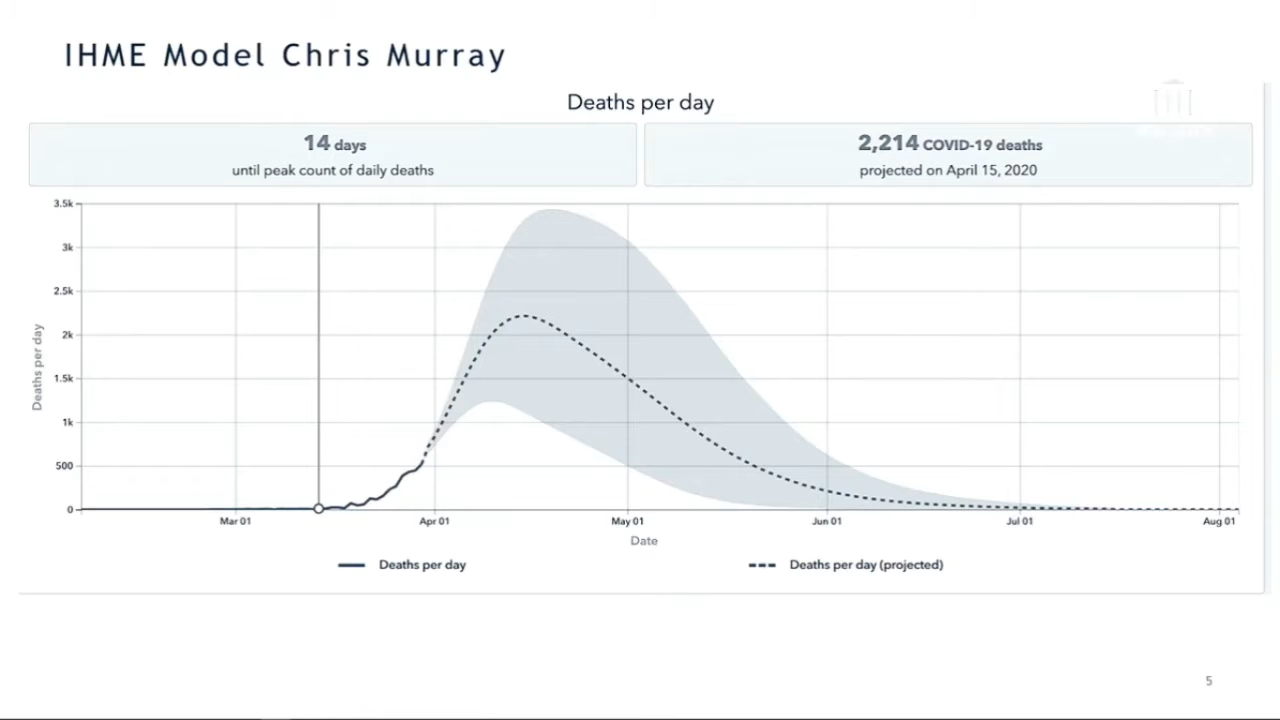 IHME Model Chris Murray
Deaths per day
14 days
until peak count of daily deaths
2,214 COVID-19 deaths
projected on April 15, 2020
3.5k
3k
2.5k
2k
1.5k
1k
500
0
Deaths per day
Mar 01
Apr 01
May 01
Jun 01
Jul 01
Aug 01
Date
Deaths per day
Deaths per day (projected)
5